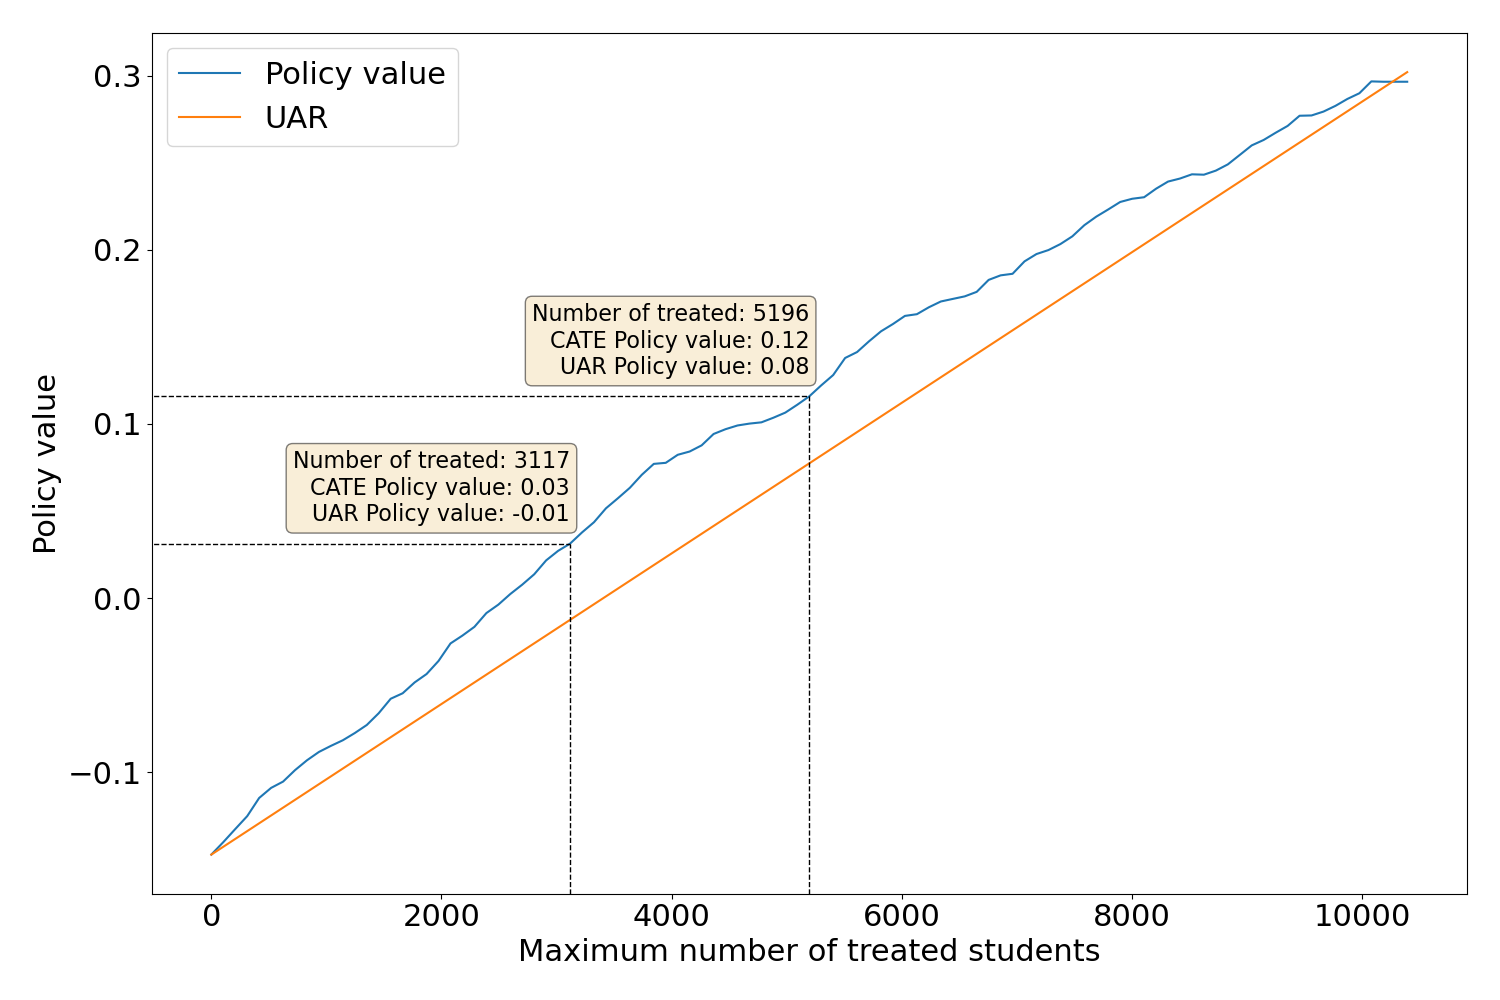 Policy value
UAR
0.3
0.2
0.1
0.0
−0.1
Policy value
Number of treated: 5196
CATE Policy value: 0.12
UAR Policy value: 0.08
Number of treated: 3117
CATE Policy value: 0.03
UAR Policy value: -0.01
0 2000 4000 6000 8000 10000
Maximum number of treated students